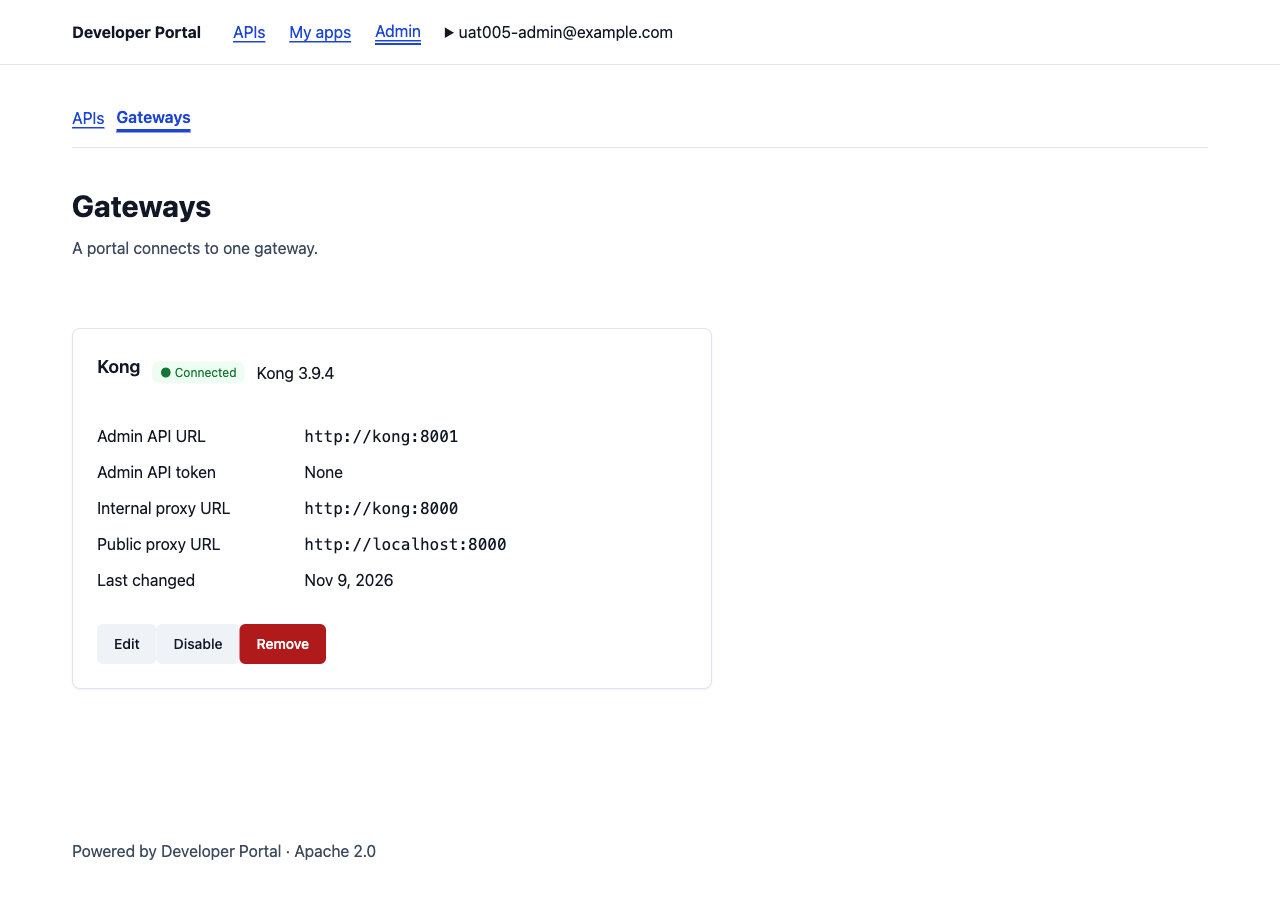 Developer Portal APIs My apps Admin ▶ uat005-admin@example.com
APIs Gateways
Gateways
A portal connects to one gateway.
Kong Connected Kong 3.9.4
Admin API URL http://kong:8001
Admin API token None
Internal proxy URL http://kong:8000
Public proxy URL http://localhost:8000
Last changed Nov 9, 2026
Edit Disable Remove
Powered by Developer Portal · Apache 2.0